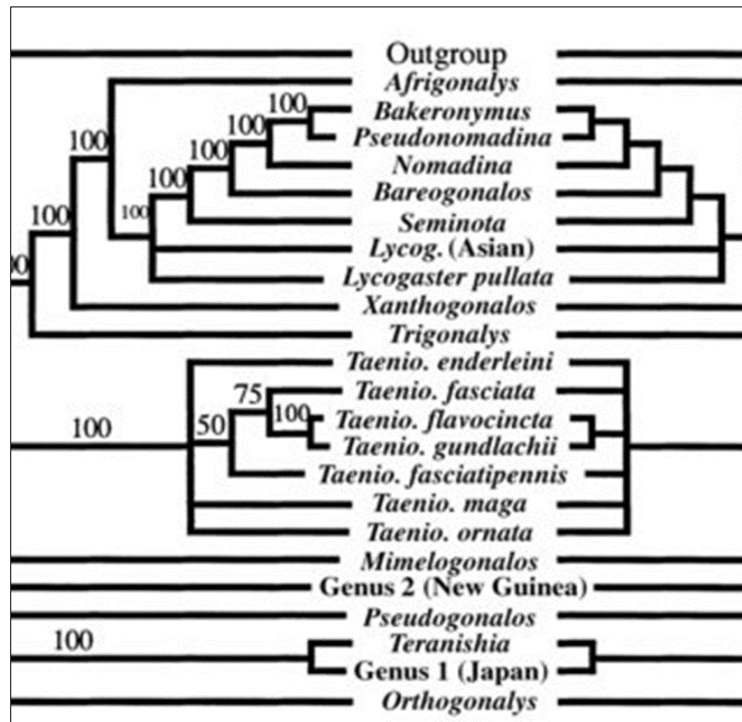 Outgroup
Afrigonalys
100 Bakeronymus
100 Pseudonomadina
100 100 Nomadina
100 Bareogonalos
100 100 Seminota
Lycog. (Asian)
Lycogaster pullata
Xanthogonalos
Trigonalys
Taenio. enderleini
75 Taenio. fasciata
100 50 100 Taenio. flavocincta
Taenio. gundlachii
Taenio. fasciatipennis
Taenio. maga
Taenio. ornata
Mimelogonalos
Genus 2 (New Guinea)
Pseudogonalos
100 Teranishia
Genus 1 (Japan)
Orthogonalys